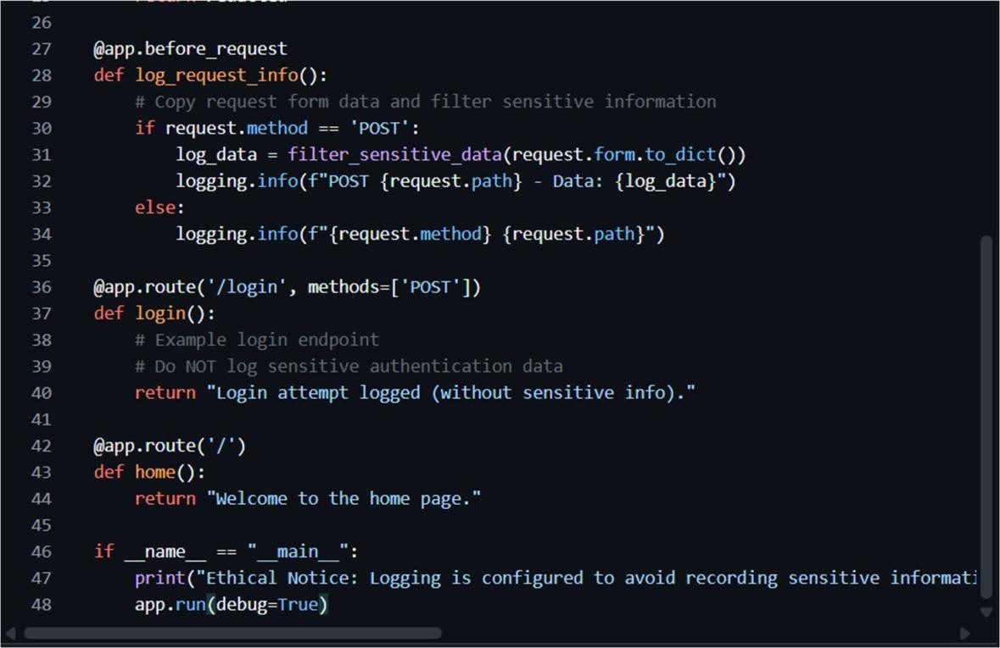 26
27 @app.before_request
28 def log_request_info():
29     # Copy request form data and filter sensitive information
30     if request.method == 'POST':
31         log_data = filter_sensitive_data(request.form.to_dict())
32         logging.info(f"POST {request.path} - Data: {log_data}")
33     else:
34         logging.info(f"{request.method} {request.path}")
35
36 @app.route('/login', methods=['POST'])
37 def login():
38     # Example login endpoint
39     # Do NOT log sensitive authentication data
40     return "Login attempt logged (without sensitive info)."
41
42 @app.route('/')
43 def home():
44     return "Welcome to the home page."
45
46 if __name__ == "__main__":
47     print("Ethical Notice: Logging is configured to avoid recording sensitive informati
48     app.run(debug=True)